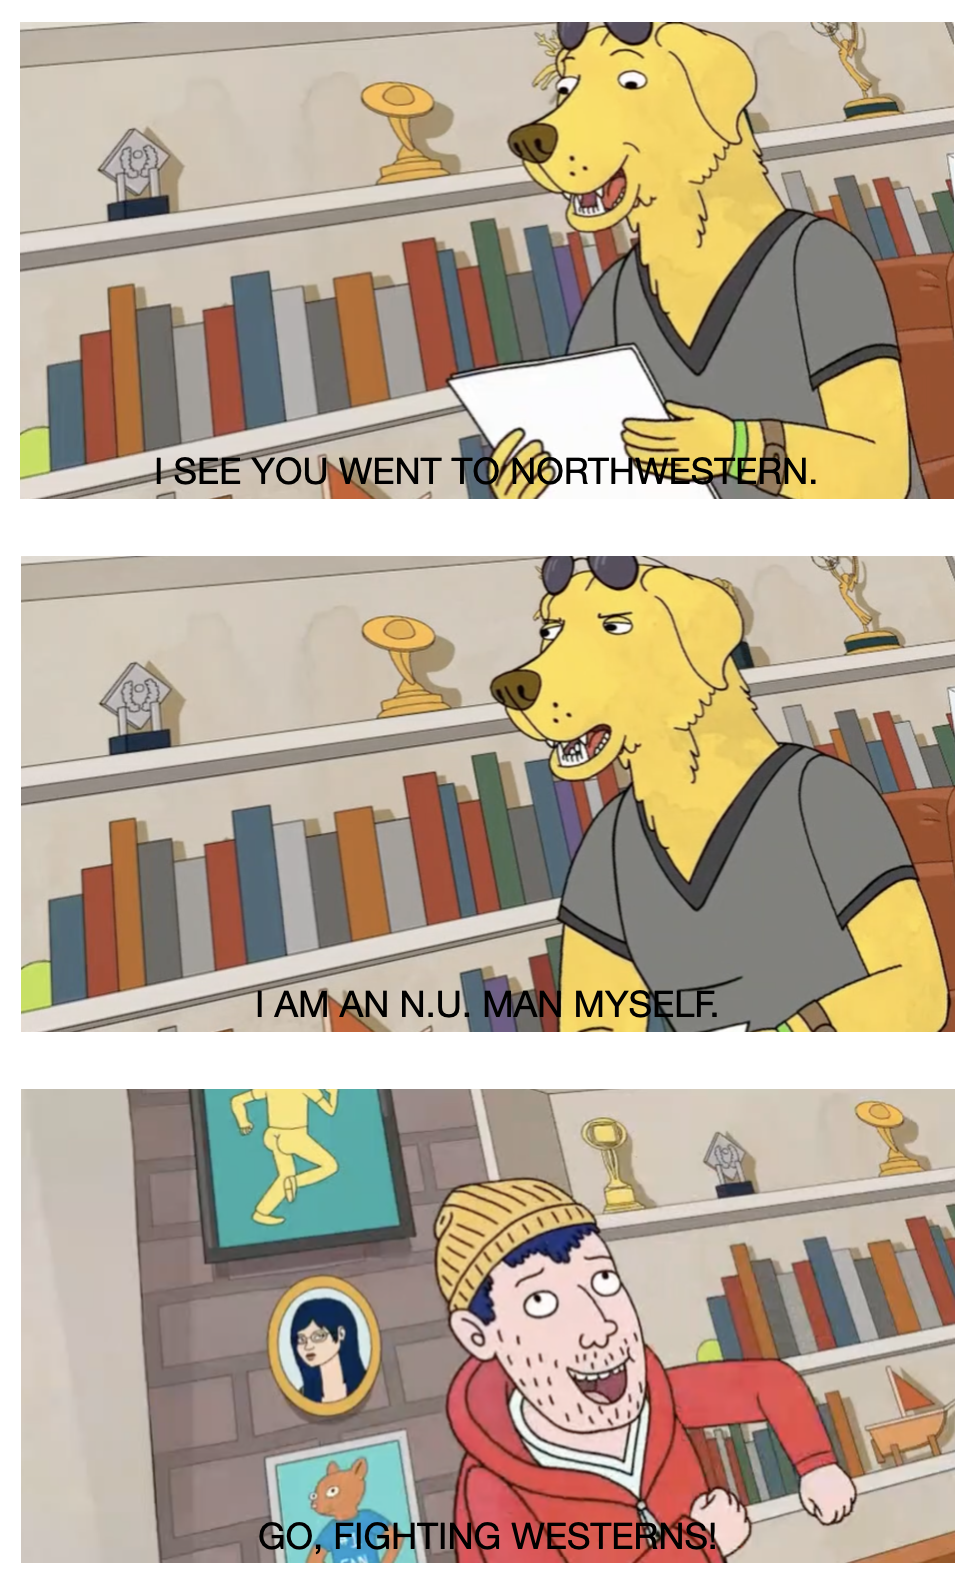 I SEE YOU WENT TO NORTHWESTERN.
I AM AN N.U. MAN MYSELF.
GO, FIGHTING WESTERNS!